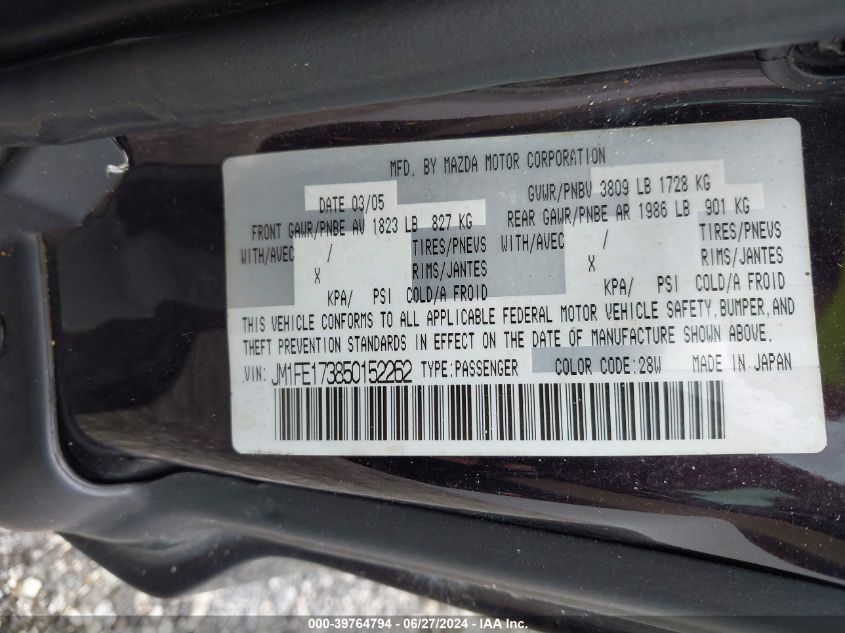 MFD. BY MAZDA MOTOR CORPORATION
DATE 03/05 GVWR/PNBV 3809 LB 1728 KG
FRONT GAWR/PNBE AV 1823 LB 827 KG REAR GAWR/PNBE AR 1986 LB 901 KG
WITH/AVEC / TIRES/PNEUS WITH/AVEC / TIRES/PNEUS
X RIMS/JANTES X RIMS/JANTES
KPA/ PSI COLD/A FROID KPA/ PSI COLD/A FROID
THIS VEHICLE CONFORMS TO ALL APPLICABLE FEDERAL MOTOR VEHICLE SAFETY, BUMPER, AND
THEFT PREVENTION STANDARDS IN EFFECT ON THE DATE OF MANUFACTURE SHOWN ABOVE.
VIN: JM1FE173850152262 TYPE:PASSENGER COLOR CODE:28W MADE IN JAPAN
000-39764794 - 06/27/2024 - IAA Inc.